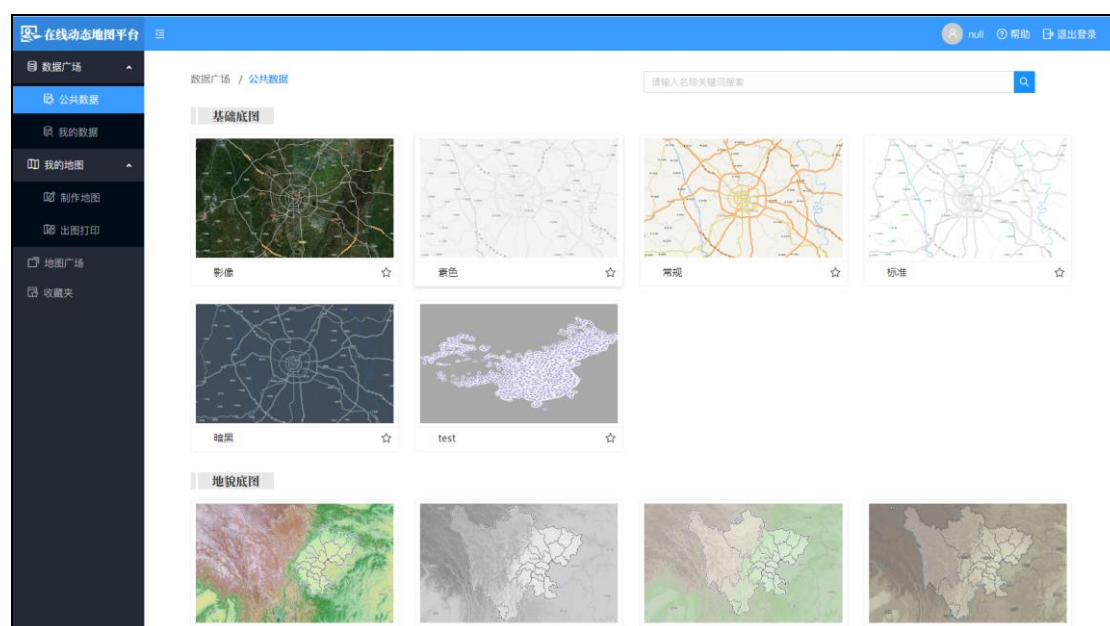 在线动态地图平台
null 帮助 退出登录
数据广场
公共数据
我的数据
我的地图
制作地图
出图打印
地图广场
收藏夹
数据广场 / 公共数据
请输入名称关键词搜索
基础底图
影像
素色
常规
标准
暗黑
test
地貌底图